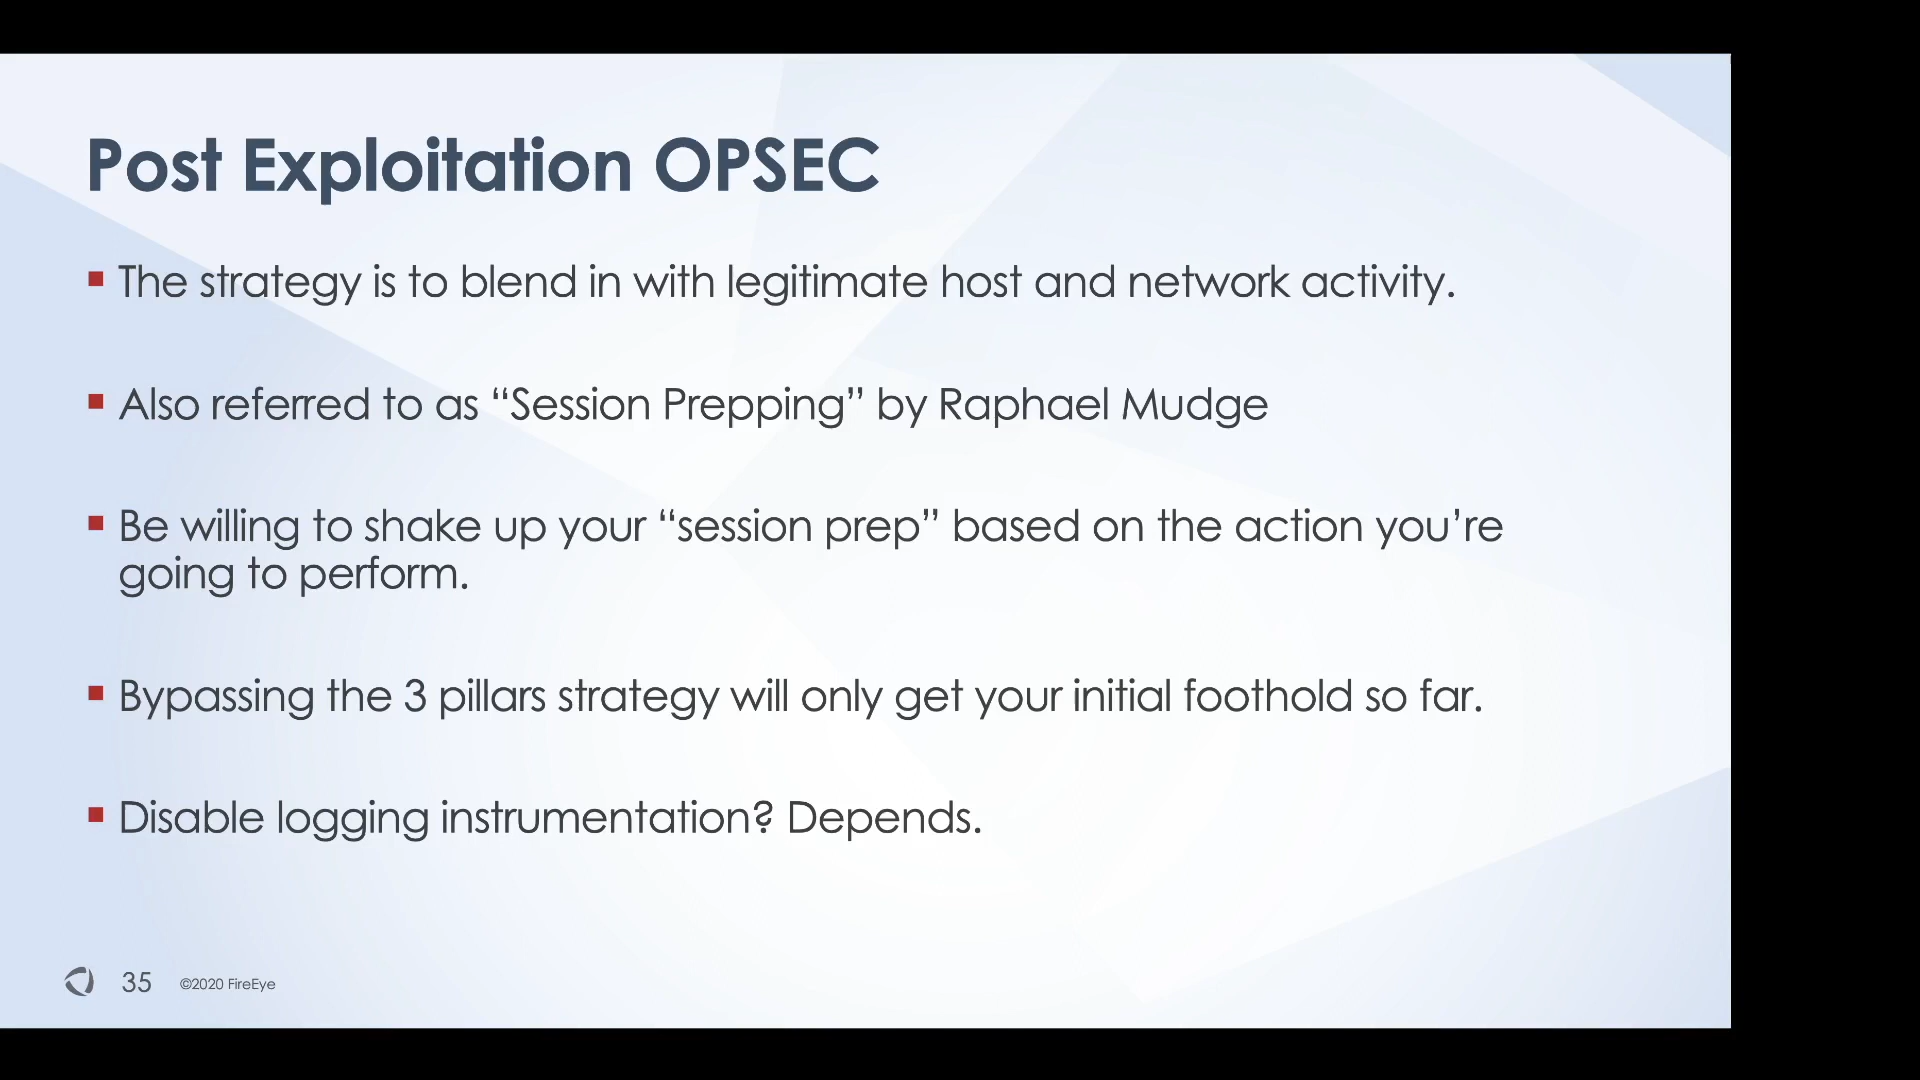 Post Exploitation OPSEC
▪ The strategy is to blend in with legitimate host and network activity.
▪ Also referred to as “Session Prepping” by Raphael Mudge
▪ Be willing to shake up your “session prep” based on the action you’re
going to perform.
▪ Bypassing the 3 pillars strategy will only get your initial foothold so far.
▪ Disable logging instrumentation? Depends.
35 ©2020 FireEye